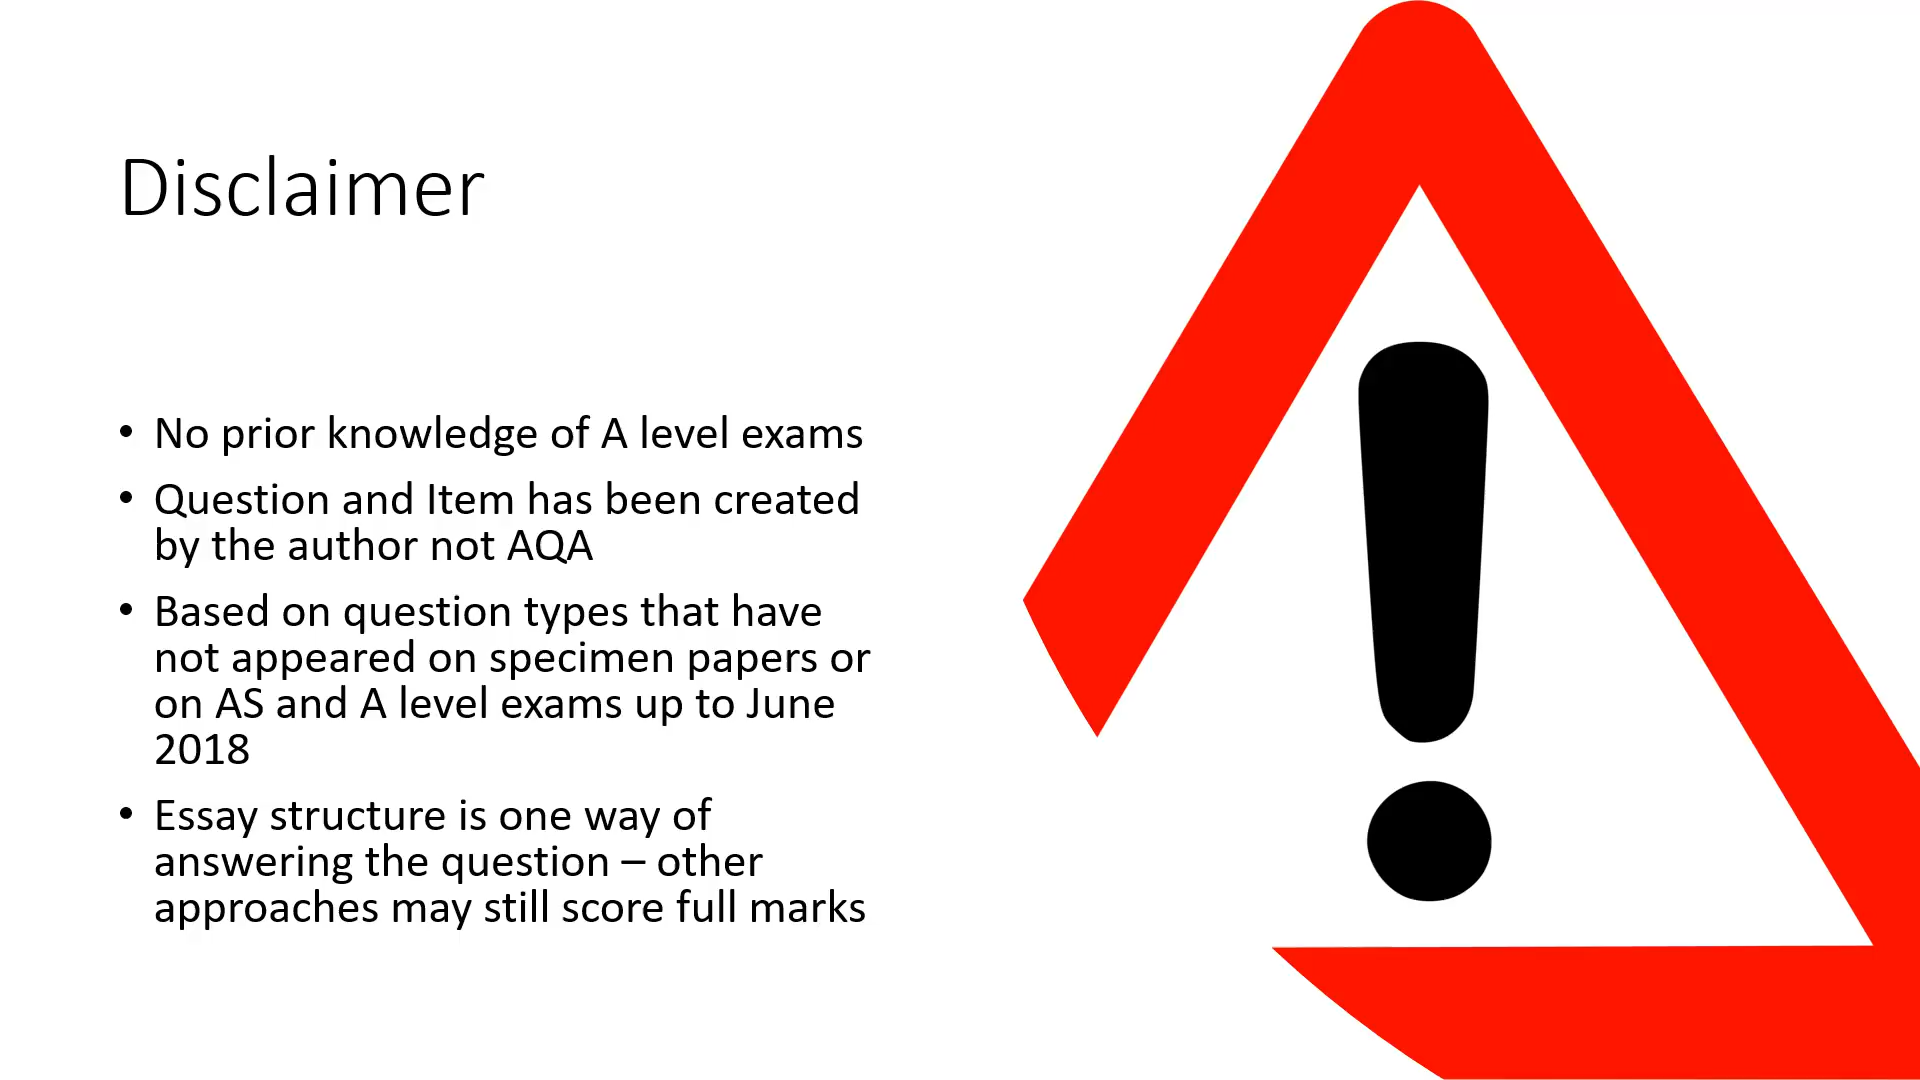 Disclaimer
• No prior knowledge of A level exams
• Question and Item has been created
by the author not AQA
• Based on question types that have
not appeared on specimen papers or
on AS and A level exams up to June
2018
• Essay structure is one way of
answering the question – other
approaches may still score full marks